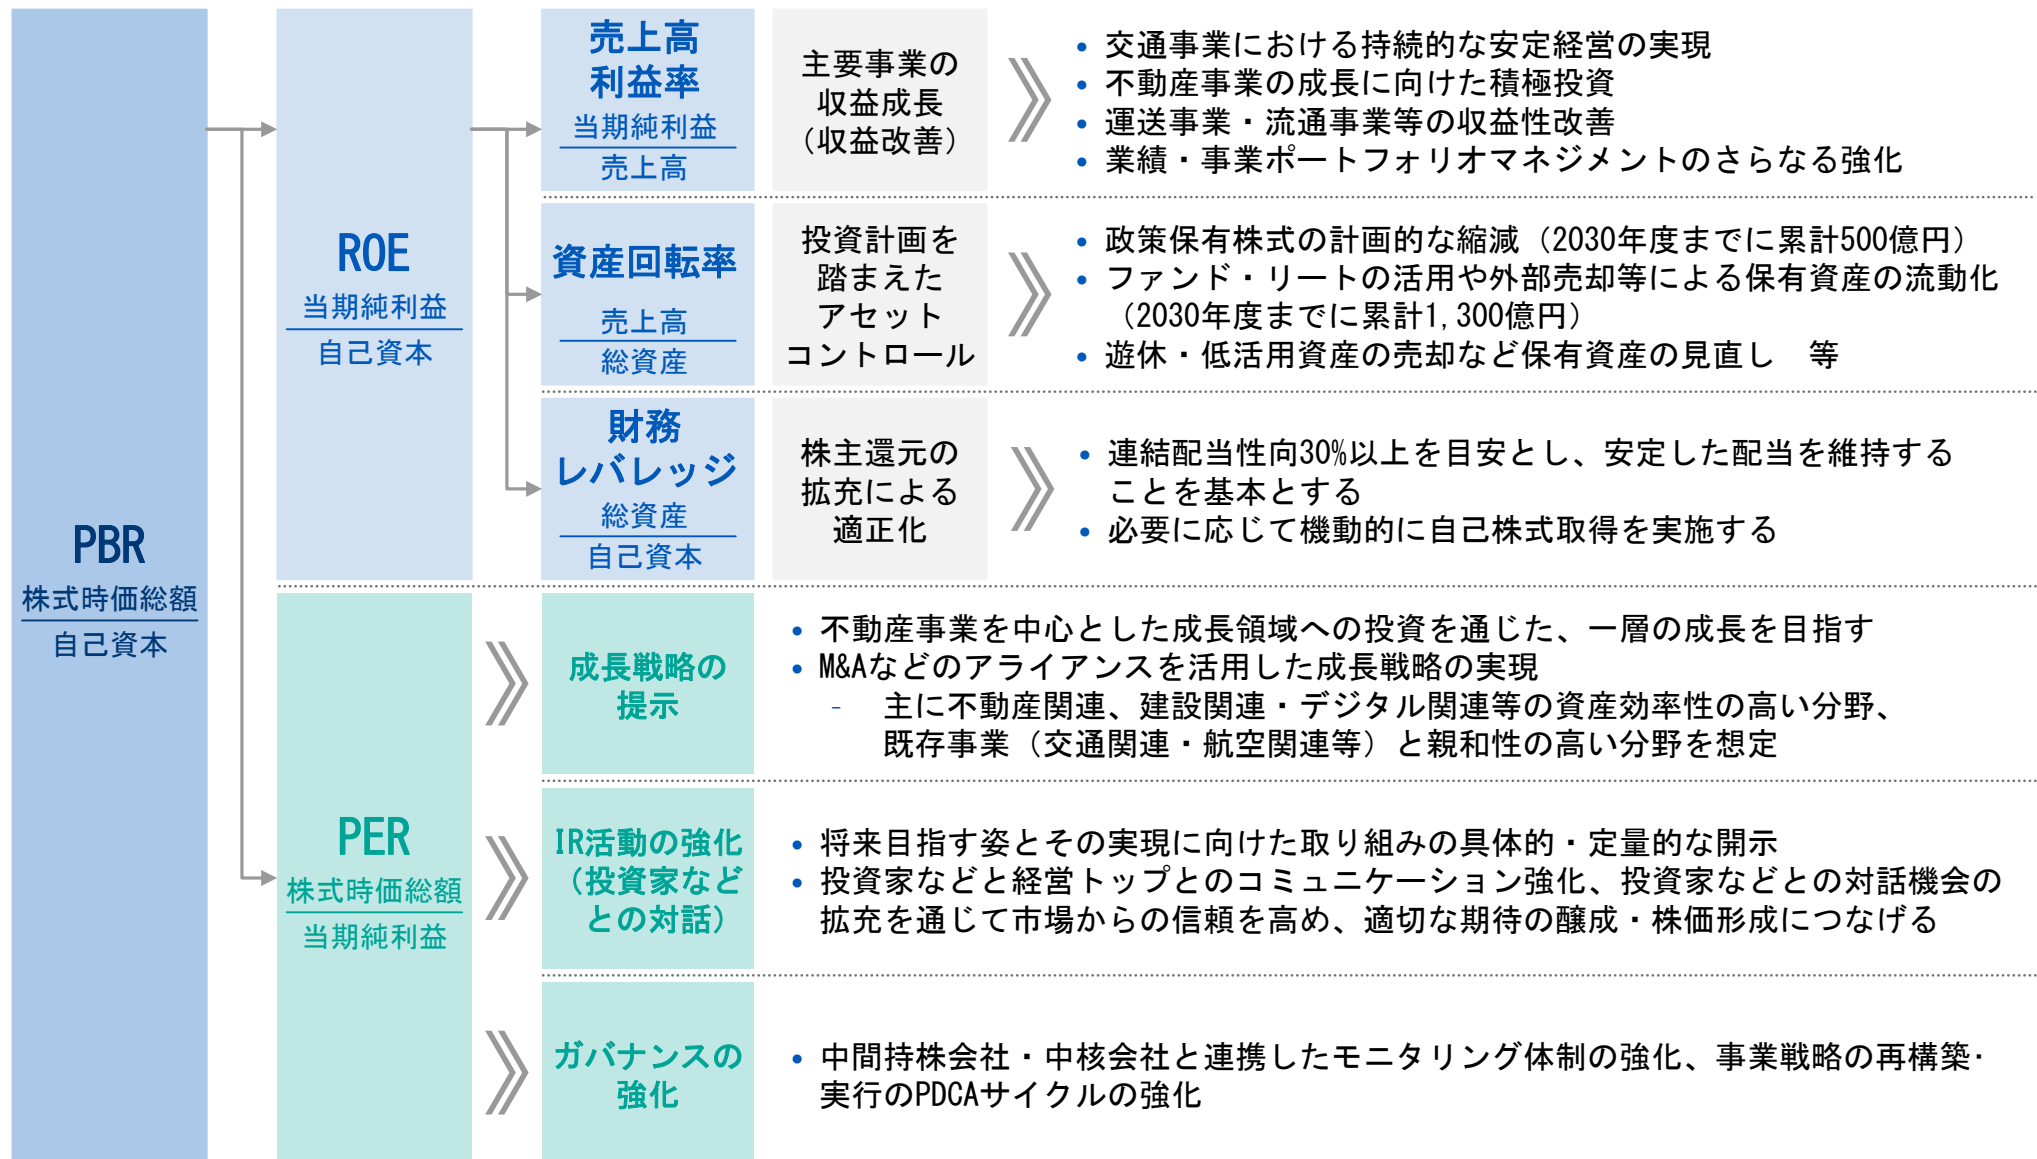 PBR
株式時価総額
自己資本
ROE
当期純利益
自己資本
売上高
利益率
当期純利益
売上高
主要事業の
収益成長
（収益改善）
• 交通事業における持続的な安定経営の実現
• 不動産事業の成長に向けた積極投資
• 運送事業・流通事業等の収益性改善
• 業績・事業ポートフォリオマネジメントのさらなる強化
資産回転率
売上高
総資産
投資計画を
踏まえた
アセット
コントロール
• 政策保有株式の計画的な縮減（2030年度までに累計500億円）
• ファンド・リートの活用や外部売却等による保有資産の流動化
（2030年度までに累計1,300億円）
• 遊休・低活用資産の売却など保有資産の見直し　等
財務
レバレッジ
総資産
自己資本
株主還元の
拡充による
適正化
• 連結配当性向30%以上を目安とし、安定した配当を維持する
ことを基本とする
• 必要に応じて機動的に自己株式取得を実施する
PER
株式時価総額
当期純利益
成長戦略の
提示
• 不動産事業を中心とした成長領域への投資を通じた、一層の成長を目指す
• M&Aなどのアライアンスを活用した成長戦略の実現
- 主に不動産関連、建設関連・デジタル関連等の資産効率性の高い分野、
既存事業（交通関連・航空関連等）と親和性の高い分野を想定
IR活動の強化
（投資家など
との対話）
• 将来目指す姿とその実現に向けた取り組みの具体的・定量的な開示
• 投資家などと経営トップとのコミュニケーション強化、投資家などとの対話機会の
拡充を通じて市場からの信頼を高め、適切な期待の醸成・株価形成につなげる
ガバナンスの
強化
• 中間持株会社・中核会社と連携したモニタリング体制の強化、事業戦略の再構築・
実行のPDCAサイクルの強化